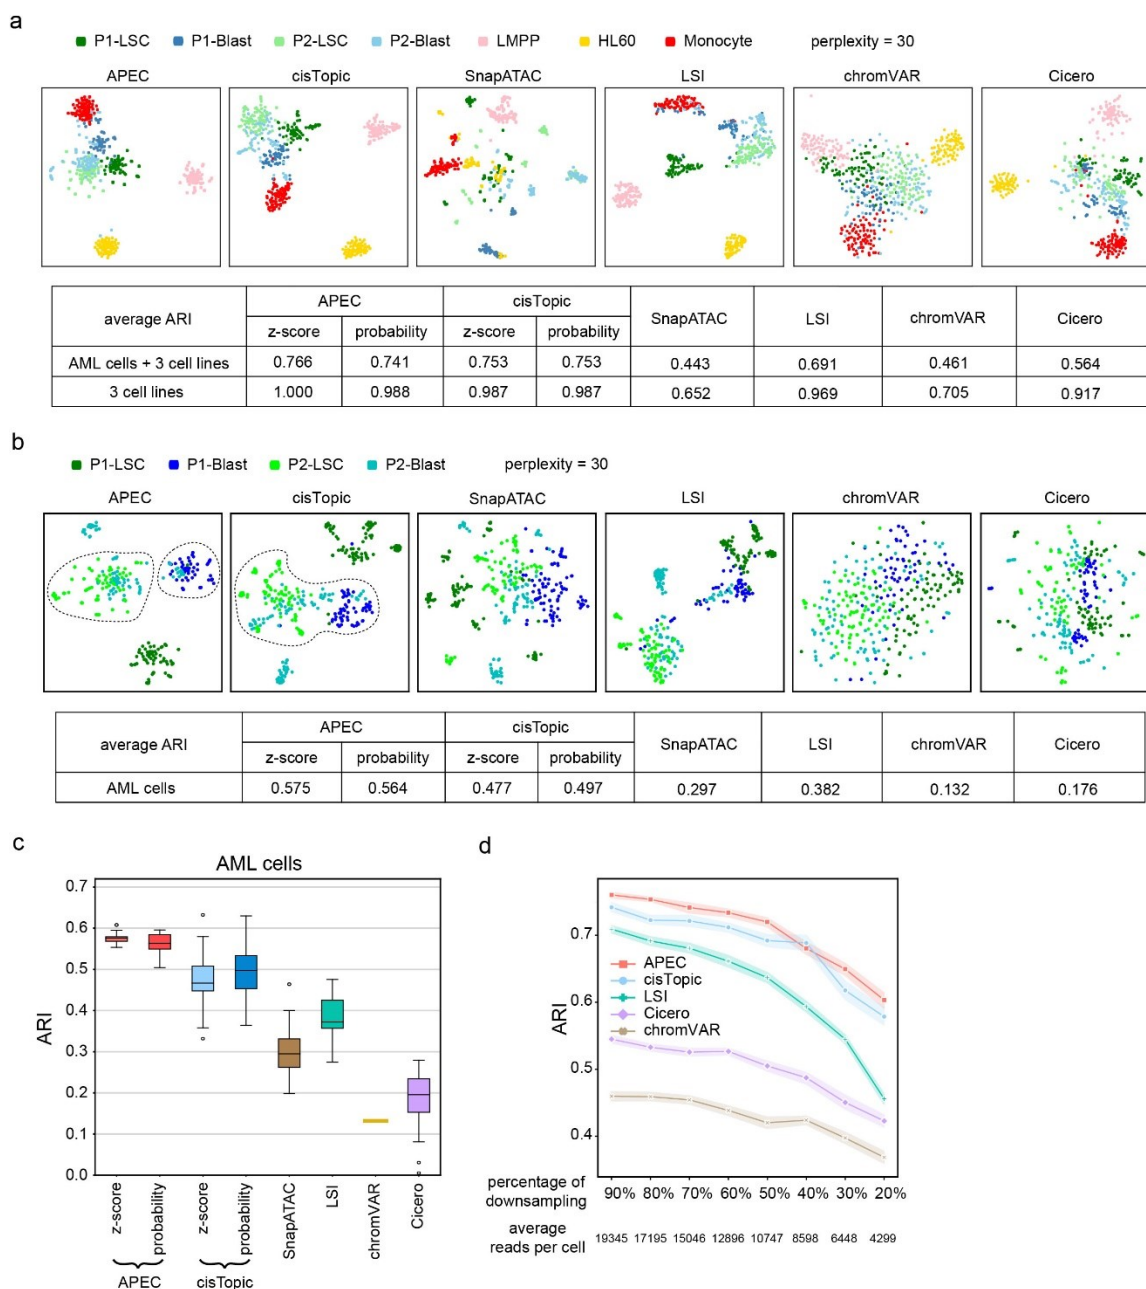 a
P1-LSC P1-Blast P2-LSC P2-Blast LMPP HL60 Monocyte perplexity = 30
APEC cisTopic SnapATAC LSI chromVAR Cicero
average ARI APEC cisTopic SnapATAC LSI chromVAR Cicero
z-score probability z-score probability
AML cells + 3 cell lines 0.766 0.741 0.753 0.753 0.443 0.691 0.461 0.564
3 cell lines 1.000 0.988 0.987 0.987 0.652 0.969 0.705 0.917
b
P1-LSC P1-Blast P2-LSC P2-Blast perplexity = 30
APEC cisTopic SnapATAC LSI chromVAR Cicero
average ARI APEC cisTopic SnapATAC LSI chromVAR Cicero
z-score probability z-score probability
AML cells 0.575 0.564 0.477 0.497 0.297 0.382 0.132 0.176
c
AML cells
ARI
0.7
0.6
0.5
0.4
0.3
0.2
0.1
0.0
z-score probability z-score probability SnapATAC LSI chromVAR Cicero
APEC cisTopic
d
ARI
0.7
0.6
0.5
0.4
APEC
cisTopic
LSI
Cicero
chromVAR
percentage of
downsampling
90% 80% 70% 60% 50% 40% 30% 20%
average
reads per cell
19345 17195 15046 12896 10747 8598 6448 4299